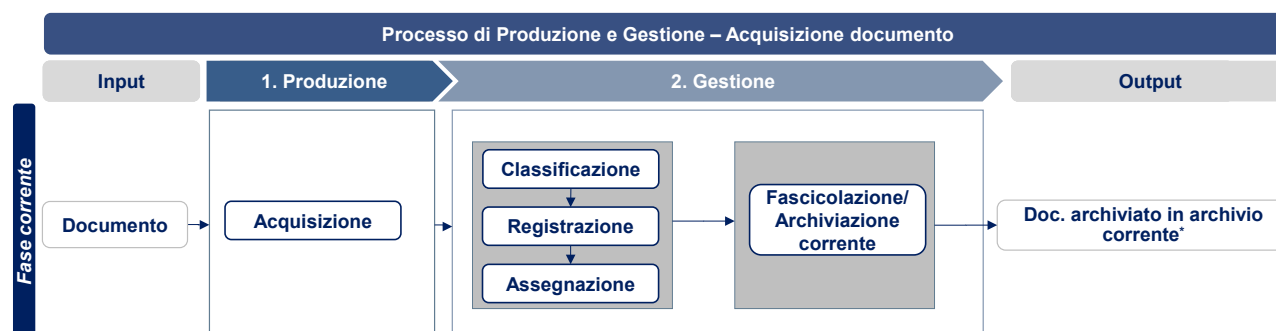 Processo di Produzione e Gestione – Acquisizione documento
Input
1. Produzione
2. Gestione
Output
Fase corrente
Documento
Acquisizione
Classificazione
Registrazione
Assegnazione
Fascicolazione/
Archiviazione
corrente
Doc. archiviato in archivio
corrente*